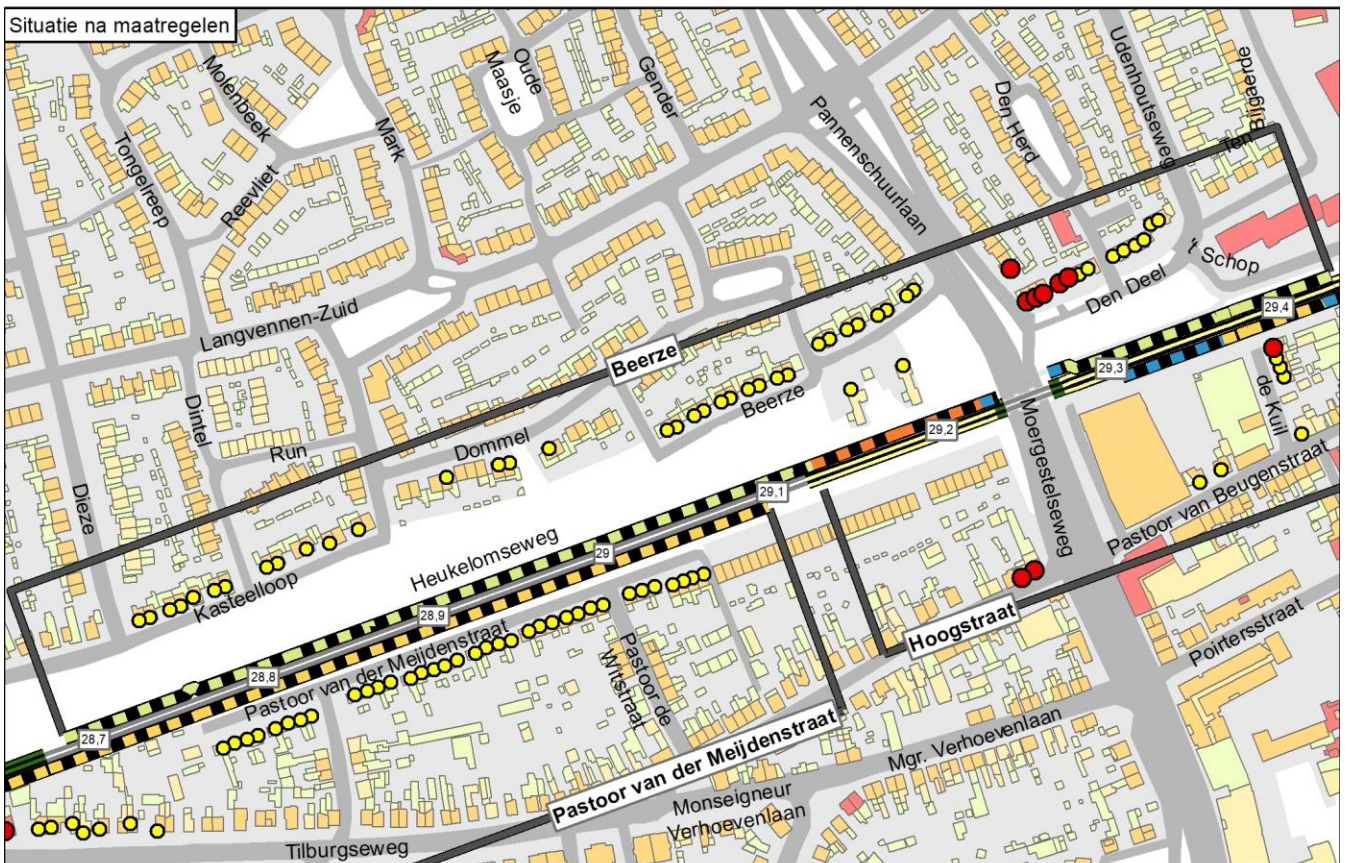 Situatie na maatregelen
Molenbeek
Oude
Maasje
Gender
Udenhoutseweg
Mark
Tongelreep
Reevliet
Pannenschuurlaan
Den Herd
Ten Bijgaerde
't Schop
Den Deel
Langvennen-Zuid
29,4
Beerze
29,3
Dintel
Run
Dommel
Beerze
29,2
Moergestelseweg
de Kuil
Dieze
29,1
Pastoor van Beugenstraat
Heukelomseweg
29
Kasteelloop
28,9
Hoogstraat
Poirtersstraat
Pastoor van der Meijdenstraat
28,8
Pastoor de
Witstraat
28,7
Pastoor van der Meijdenstraat
Mgr. Verhoevenlaan
Monseigneur
Verhoevenlaan
Tilburgseweg